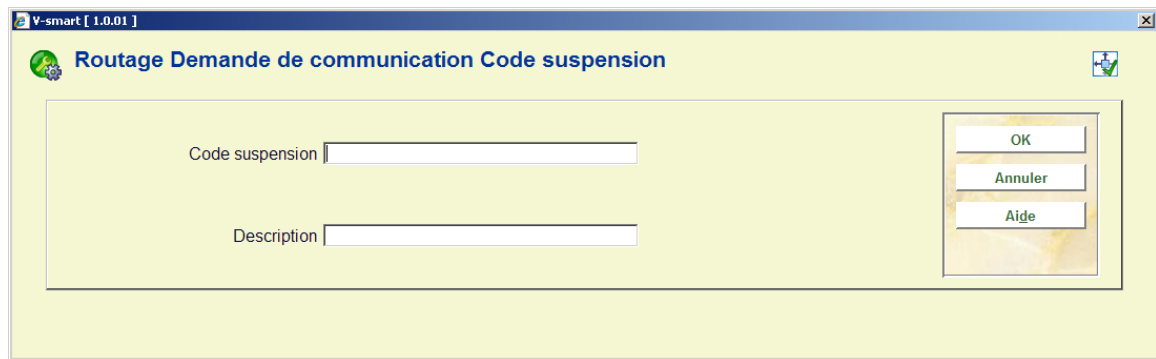 V-smart [ 1.0.01 ]
Routage Demande de communication Code suspension
Code suspension
OK
Annuler
Aide
Description